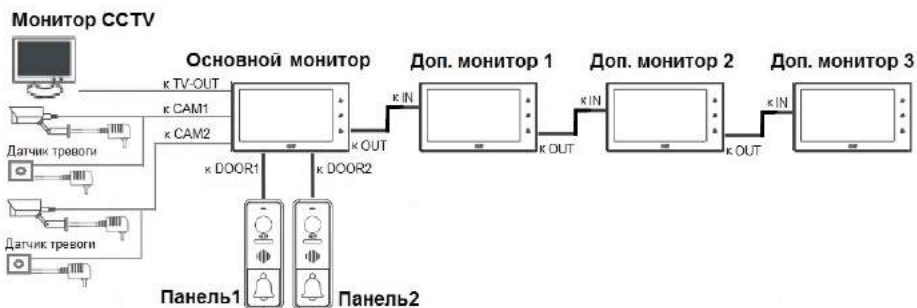 Монитор CCTV
Основной монитор
Доп. монитор 1
Доп. монитор 2
Доп. монитор 3
к TV-OUT
к CAM1
к CAM2
к IN
к IN
к IN
к OUT
к OUT
к OUT
Датчик тревоги
к DOOR1
к DOOR2
Датчик тревоги
Панель1
Панель2